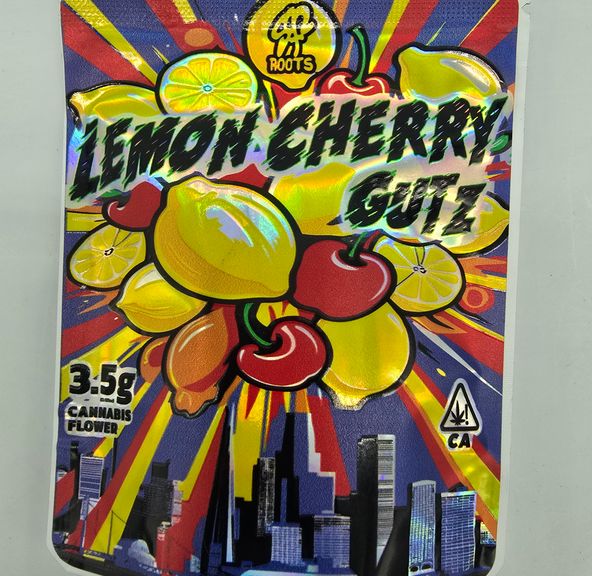 ROOTS
LEMON CHERRY
GUTZ
3.5g
CANNABIS
FLOWER
CA